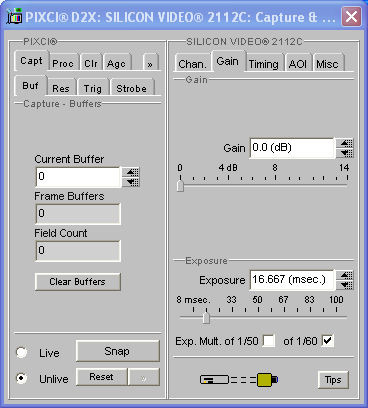 PIXCI® D2X: SILICON VIDEO® 2112C: Capture & ...
PIXCI®
Capt Proc Clr Agc »
Buf Res Trig Strobe
Capture - Buffers
Current Buffer
0
Frame Buffers
0
Field Count
0
Clear Buffers
Live
Snap
Unlive
Reset »
SILICON VIDEO® 2112C
Chan. Gain Timing AOI Misc
Gain
Gain 0.0 (dB)
0 4 dB 8 14
Exposure
Exposure 16.667 (msec.)
8 msec. 33 50 67 83 100
Exp. Mult. of 1/50 of 1/60
Tips